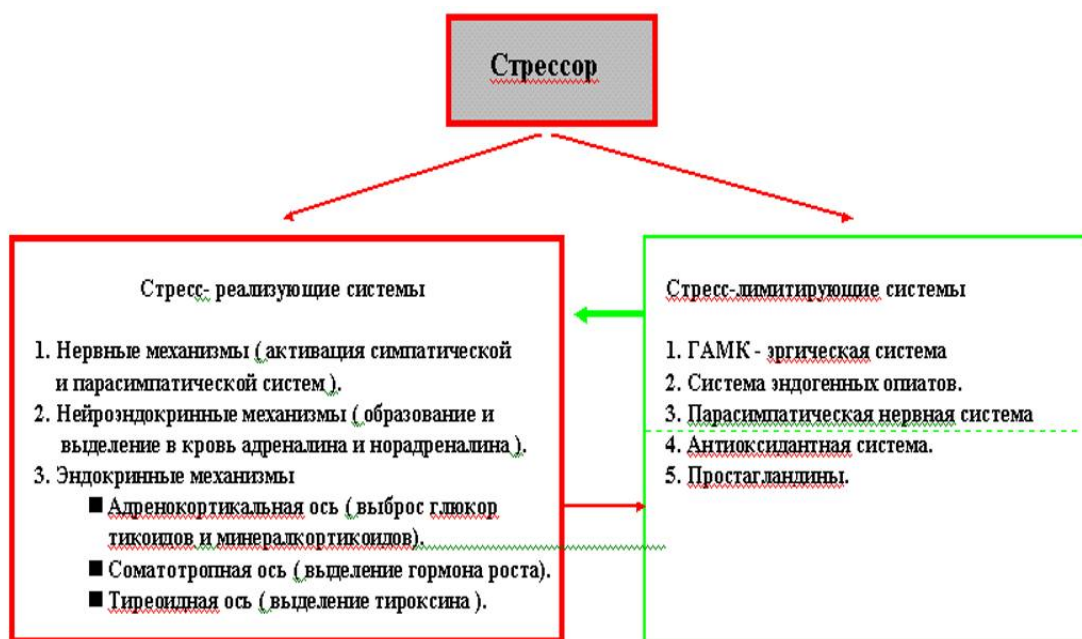 Стрессор
Стресс- реализующие системы
1. Нервные механизмы ( активация симпатической
и парасимпатической систем ).
2. Нейроэндокринные механизмы ( образование и
выделение в кровь адреналина и норадреналина ).
3. Эндокринные механизмы
■ Адренокортикальная ось ( выброс глюкор
тикоидов и минералкортикоидов).
■ Соматотропная ось ( выделение гормона роста).
■ Тиреоидная ось ( выделение тироксина ).
Стресс-лимитирующие системы
1. ГАМК - эргическая система
2. Система эндогенных опиатов.
3. Парасимпатическая нервная система
4. Антиоксидантная система.
5. Простагландины.